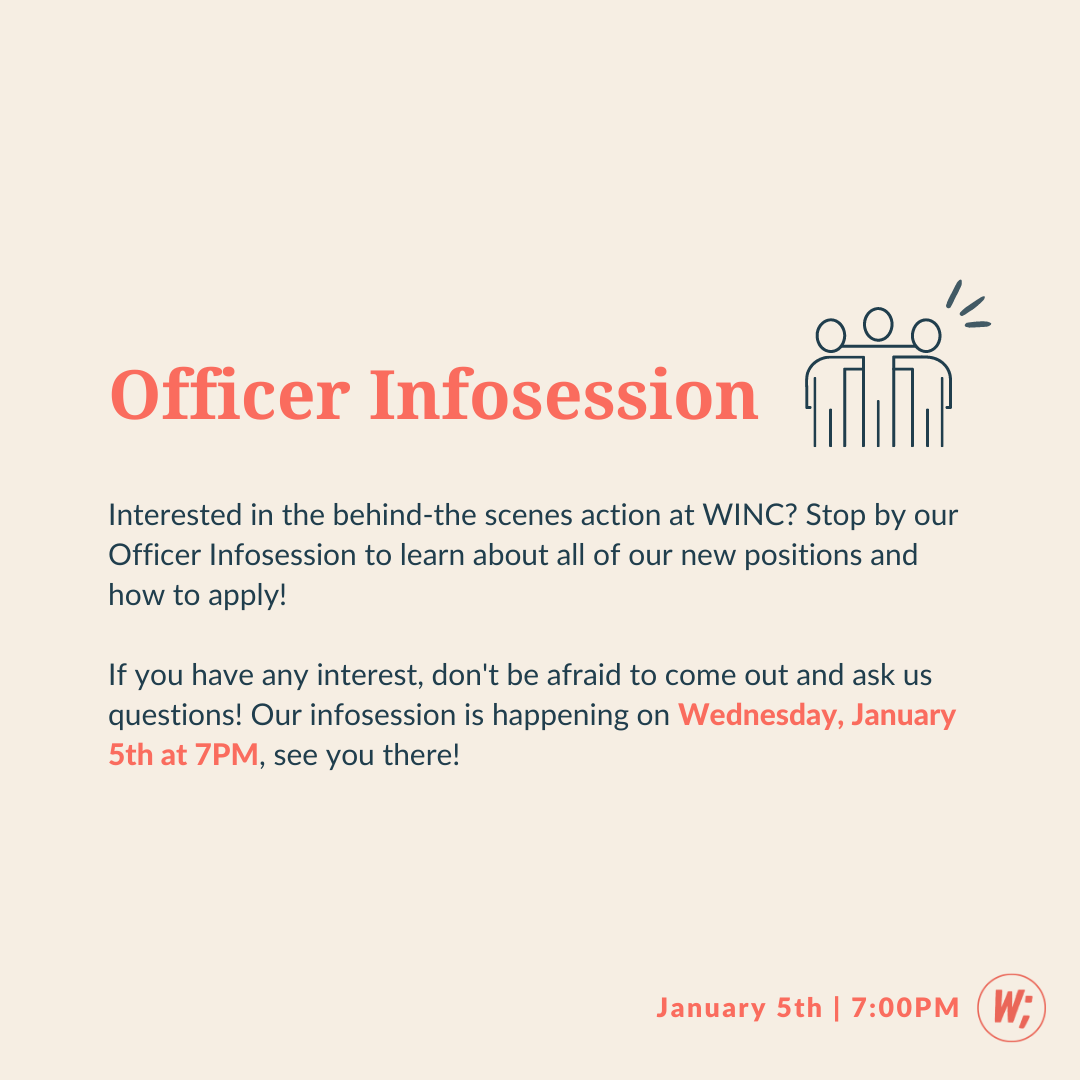 Officer Infosession
Interested in the behind-the scenes action at WINC? Stop by our
Officer Infosession to learn about all of our new positions and
how to apply!
If you have any interest, don't be afraid to come out and ask us
questions! Our infosession is happening on Wednesday, January
5th at 7PM, see you there!
January 5th | 7:00PM
W;